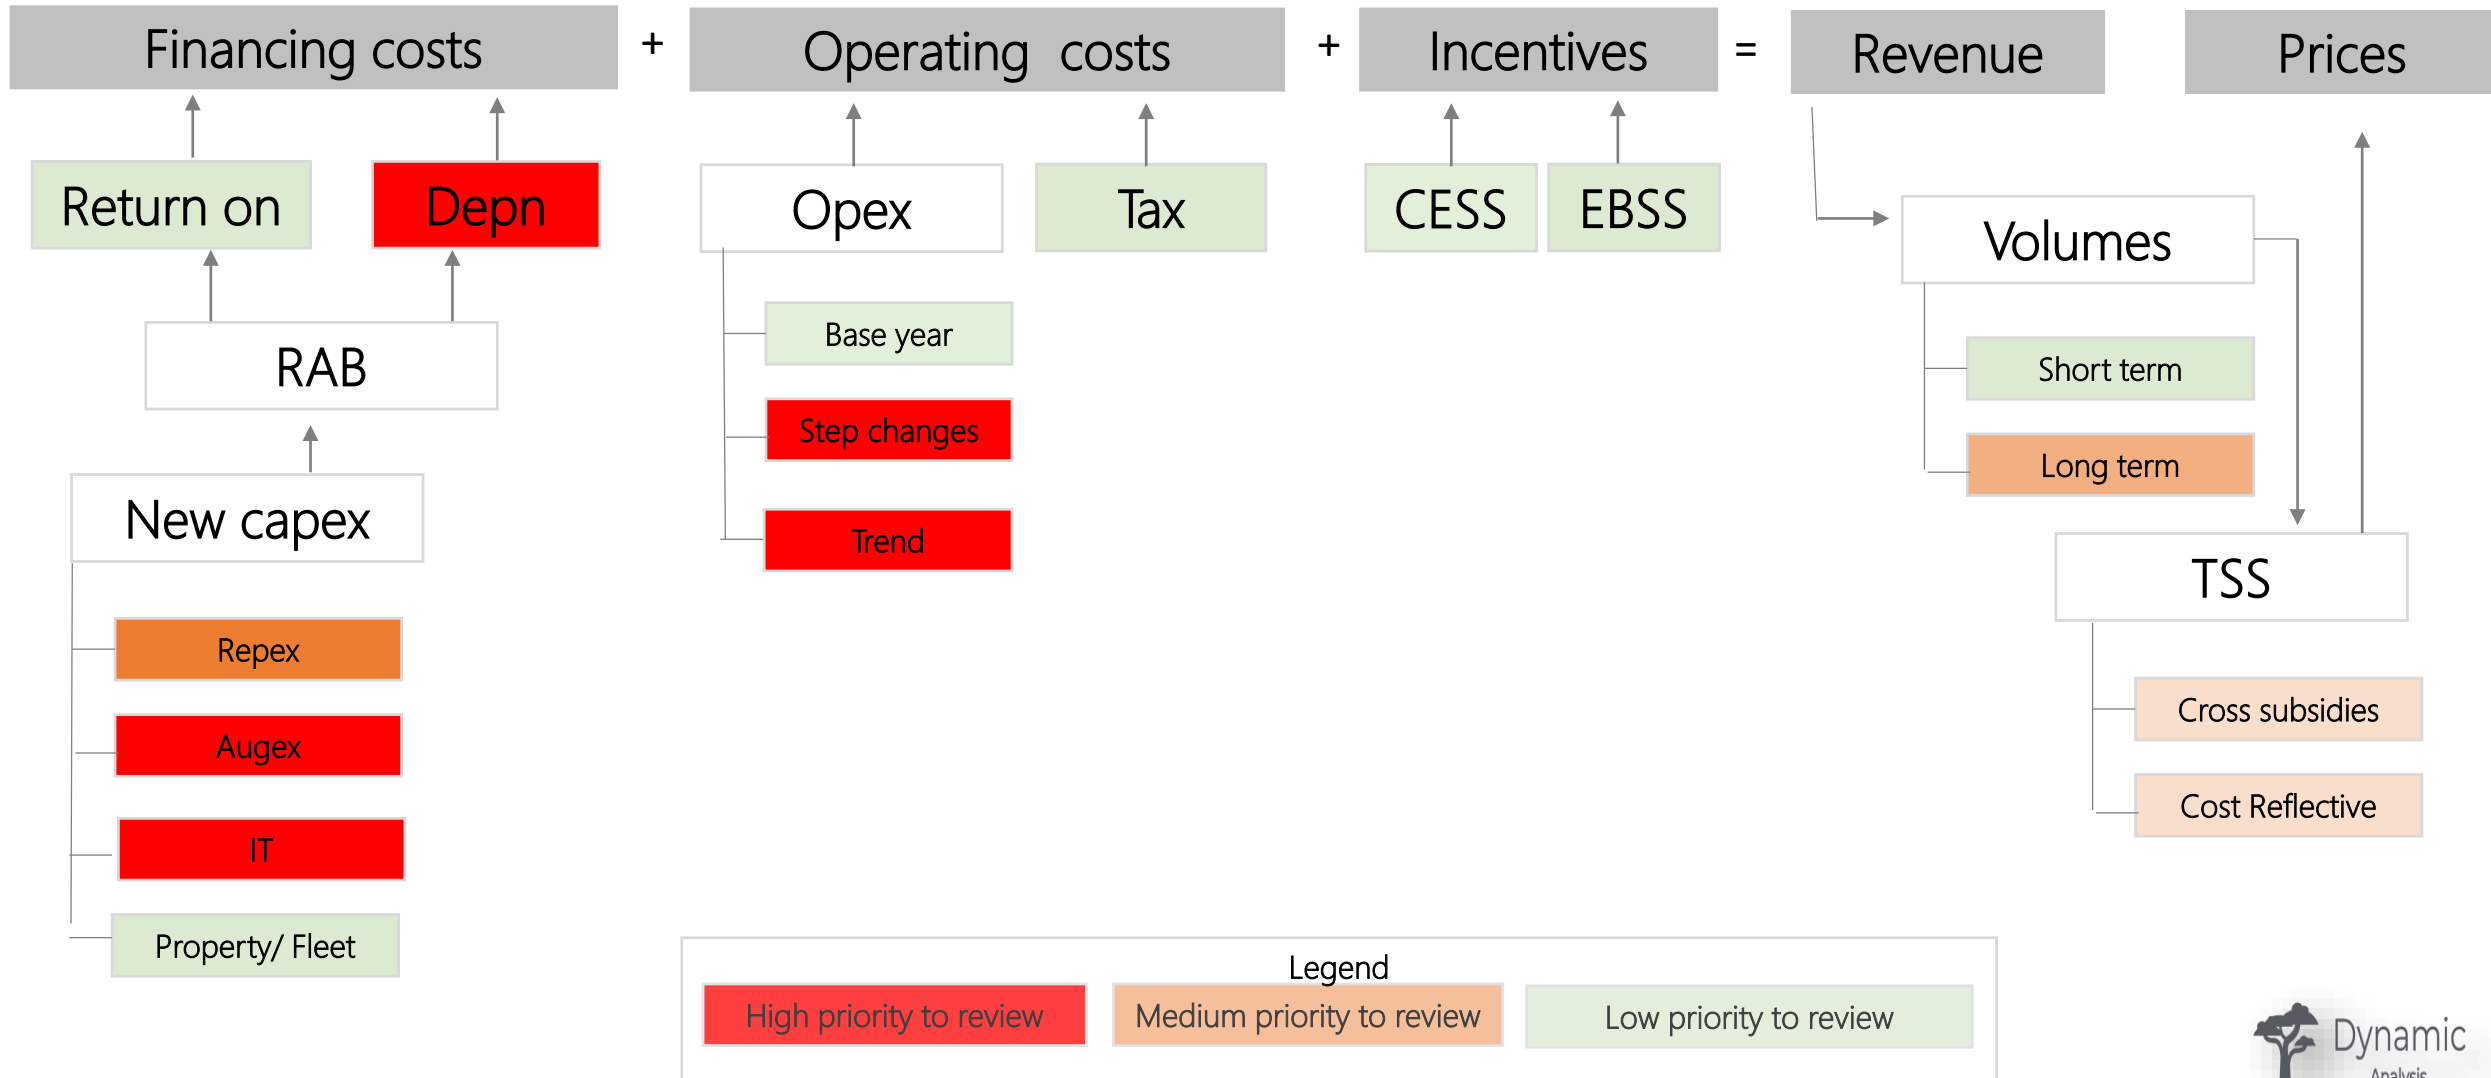 Financing costs + Operating costs + Incentives = Revenue Prices
Return on
Depn
Opex
Tax
CESS
EBSS
Volumes
RAB
Base year
Short term
Step changes
Long term
New capex
Trend
TSS
Repex
Cross subsidies
Augex
Cost Reflective
IT
Property/ Fleet
Legend
High priority to review
Medium priority to review
Low priority to review
Dynamic
Analysis